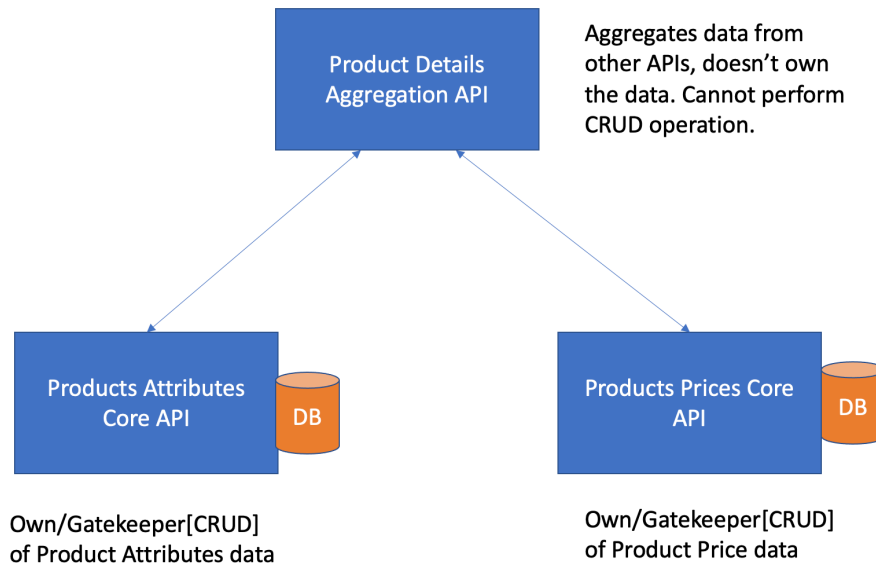 Product Details
Aggregation API
Aggregates data from
other APIs, doesn’t own
the data. Cannot perform
CRUD operation.
Products Attributes
Core API
DB
Products Prices Core
API
DB
Own/Gatekeeper[CRUD]
of Product Attributes data
Own/Gatekeeper[CRUD]
of Product Price data